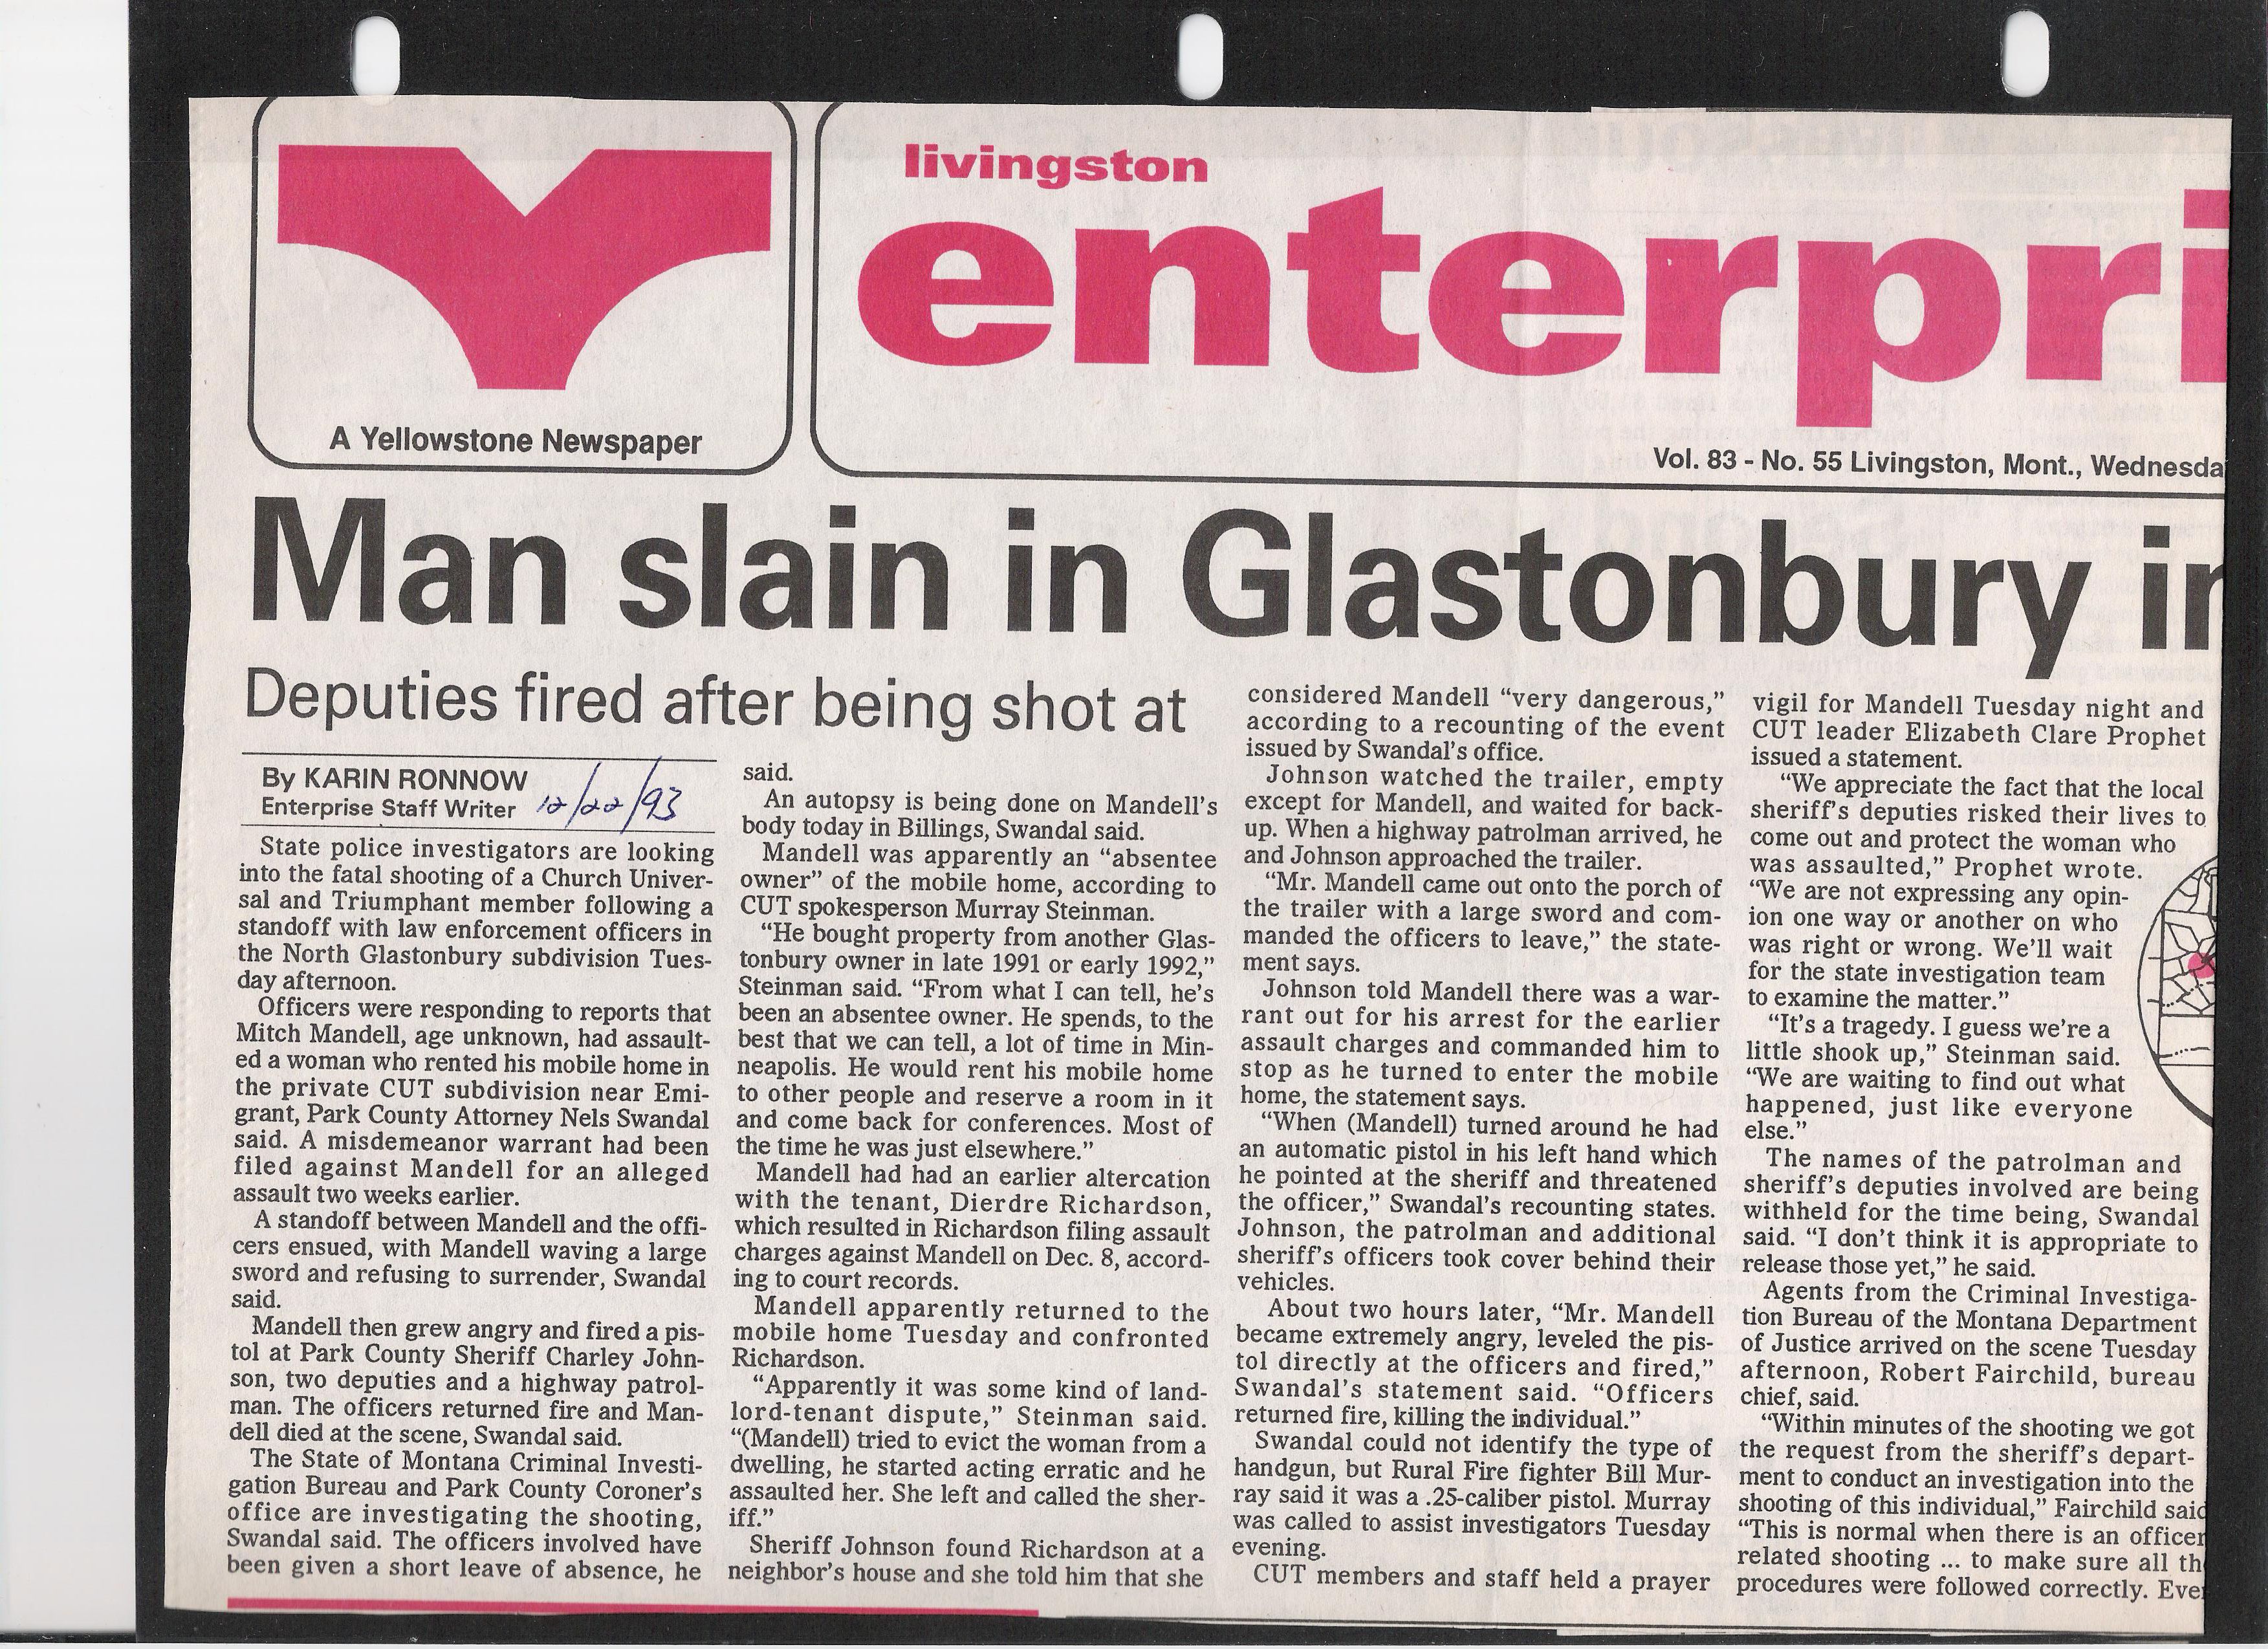 livingston
enterpri
A Yellowstone Newspaper
Vol. 83 - No. 55 Livingston, Mont., Wednesda
Man slain in Glastonbury in
Deputies fired after being shot at
By KARIN RONNOW
Enterprise Staff Writer
12/22/93
State police investigators are looking
into the fatal shooting of a Church Univer-
sal and Triumphant member following a
standoff with law enforcement officers in
the North Glastonbury subdivision Tues-
day afternoon.
Officers were responding to reports that
Mitch Mandell, age unknown, had assault-
ed a woman who rented his mobile home in
the private CUT subdivision near Emi-
grant, Park County Attorney Nels Swandal
said. A misdemeanor warrant had been
filed against Mandell for an alleged
assault two weeks earlier.
A standoff between Mandell and the offi-
cers ensued, with Mandell waving a large
sword and refusing to surrender, Swandal
said.
Mandell then grew angry and fired a pis-
tol at Park County Sheriff Charley John-
son, two deputies and a highway patrol-
man. The officers returned fire and Man-
dell died at the scene, Swandal said.
The State of Montana Criminal Investi-
gation Bureau and Park County Coroner's
office are investigating the shooting,
Swandal said. The officers involved have
been given a short leave of absence, he
said.
An autopsy is being done on Mandell's
body today in Billings, Swandal said.
Mandell was apparently an “absentee
owner” of the mobile home, according to
CUT spokesperson Murray Steinman.
“He bought property from another Glas-
tonbury owner in late 1991 or early 1992,”
Steinman said. “From what I can tell, he's
been an absentee owner. He spends, to the
best that we can tell, a lot of time in Min-
neapolis. He would rent his mobile home
to other people and reserve a room in it
and come back for conferences. Most of
the time he was just elsewhere.”
Mandell had had an earlier altercation
with the tenant, Dierdre Richardson,
which resulted in Richardson filing assault
charges against Mandell on Dec. 8, accord-
ing to court records.
Mandell apparently returned to the
mobile home Tuesday and confronted
Richardson.
“Apparently it was some kind of land-
lord-tenant dispute,” Steinman said.
“(Mandell) tried to evict the woman from a
dwelling, he started acting erratic and he
assaulted her. She left and called the sher-
iff.”
Sheriff Johnson found Richardson at a
neighbor's house and she told him that she
considered Mandell “very dangerous,”
according to a recounting of the event
issued by Swandal's office.
Johnson watched the trailer, empty
except for Mandell, and waited for back-
up. When a highway patrolman arrived, he
and Johnson approached the trailer.
“Mr. Mandell came out onto the porch of
the trailer with a large sword and com-
manded the officers to leave,” the state-
ment says.
Johnson told Mandell there was a war-
rant out for his arrest for the earlier
assault charges and commanded him to
stop as he turned to enter the mobile
home, the statement says.
“When (Mandell) turned around he had
an automatic pistol in his left hand which
he pointed at the sheriff and threatened
the officer,” Swandal's recounting states.
Johnson, the patrolman and additional
sheriff's officers took cover behind their
vehicles.
About two hours later, “Mr. Mandell
became extremely angry, leveled the pis-
tol directly at the officers and fired,”
Swandal's statement said. “Officers
returned fire, killing the individual.”
Swandal could not identify the type of
handgun, but Rural Fire fighter Bill Mur-
ray said it was a .25-caliber pistol. Murray
was called to assist investigators Tuesday
evening.
CUT members and staff held a prayer
vigil for Mandell Tuesday night and
CUT leader Elizabeth Clare Prophet
issued a statement.
“We appreciate the fact that the local
sheriff's deputies risked their lives to
come out and protect the woman who
was assaulted,” Prophet wrote.
“We are not expressing any opin-
ion one way or another on who
was right or wrong. We'll wait
for the state investigation team
to examine the matter.”
“It's a tragedy. I guess we're a
little shook up,” Steinman said.
“We are waiting to find out what
happened, just like everyone
else.”
The names of the patrolman and
sheriff's deputies involved are being
withheld for the time being, Swandal
said. “I don't think it is appropriate to
release those yet,” he said.
Agents from the Criminal Investiga-
tion Bureau of the Montana Department
of Justice arrived on the scene Tuesday
afternoon, Robert Fairchild, bureau
chief, said.
“Within minutes of the shooting we got
the request from the sheriff's depart-
ment to conduct an investigation into the
shooting of this individual,” Fairchild said
“This is normal when there is an officer
related shooting ... to make sure all th
procedures were followed correctly. Eve